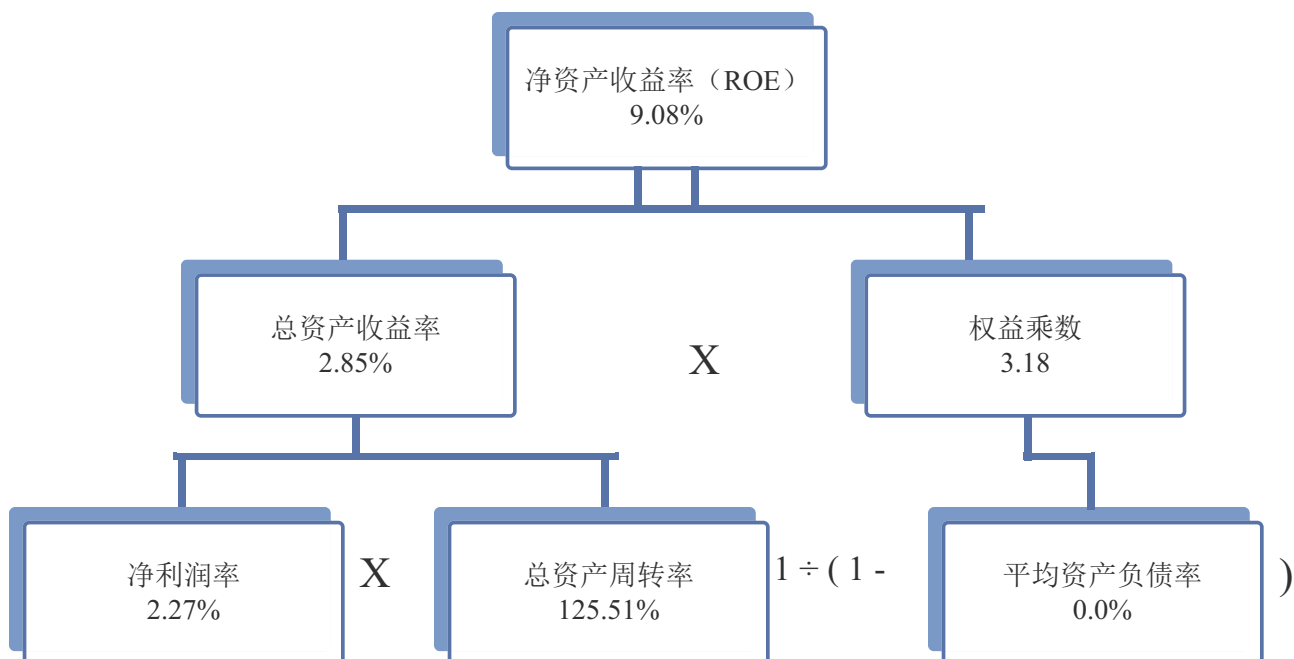 净资产收益率（ROE）
9.08%
总资产收益率
2.85%
X
权益乘数
3.18
净利润率
2.27%
X
总资产周转率
125.51%
1 ÷ ( 1 -
平均资产负债率
0.0%
)